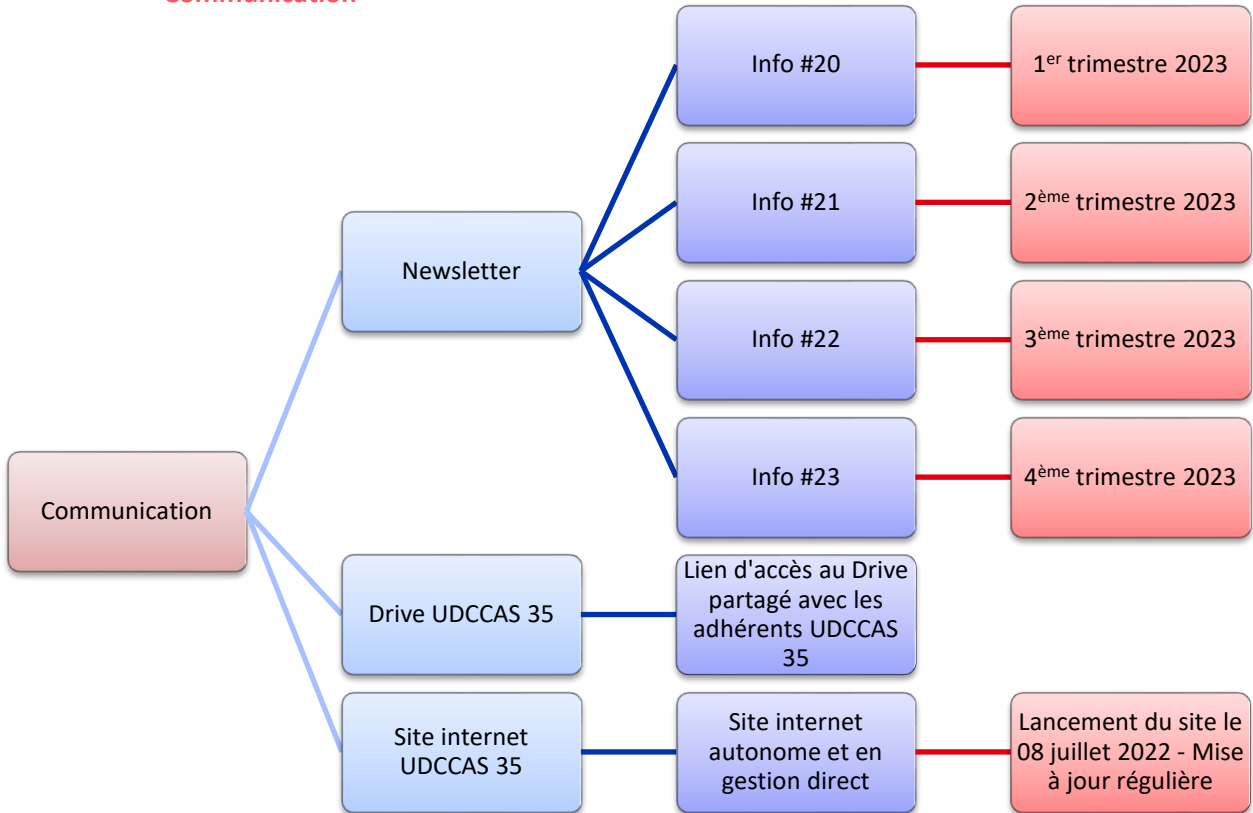 Communication
Info #20
1er trimestre 2023
Info #21
2ème trimestre 2023
Newsletter
Info #22
3ème trimestre 2023
Info #23
4ème trimestre 2023
Communication
Drive UDCCAS 35
Lien d'accès au Drive
partagé avec les
adhérents UDCCAS
35
Site internet
UDCCAS 35
Site internet
autonome et en
gestion direct
Lancement du site le
08 juillet 2022 - Mise
à jour régulière